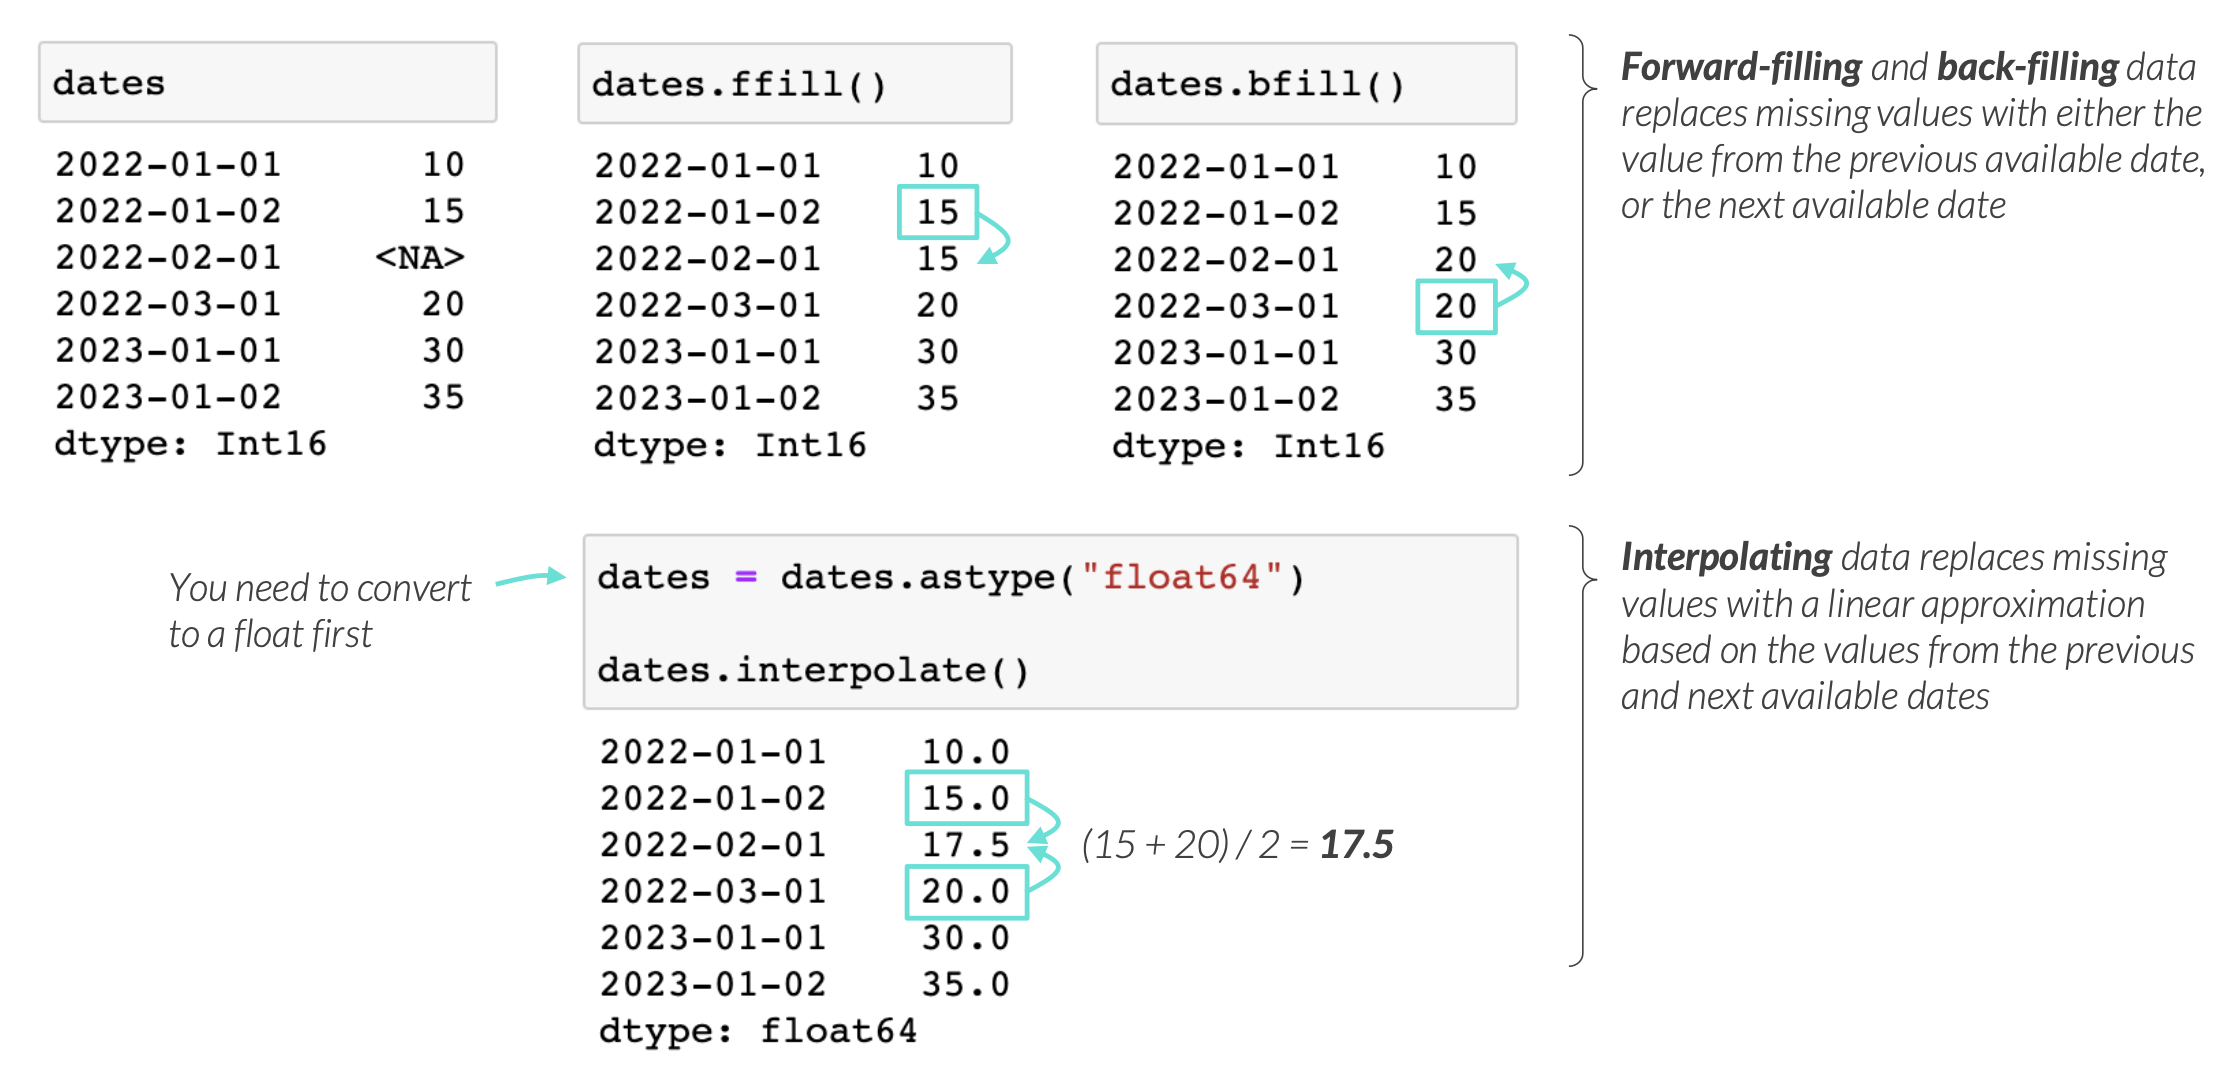 dates
2022-01-01 10
2022-01-02 15
2022-02-01 <NA>
2022-03-01 20
2023-01-01 30
2023-01-02 35
dtype: Int16
dates.ffill()
2022-01-01 10
2022-01-02 15
2022-02-01 15
2022-03-01 20
2023-01-01 30
2023-01-02 35
dtype: Int16
dates.bfill()
2022-01-01 10
2022-01-02 15
2022-02-01 20
2022-03-01 20
2023-01-01 30
2023-01-02 35
dtype: Int16
Forward-filling and back-filling data
replaces missing values with either the
value from the previous available date,
or the next available date
You need to convert
to a float first
dates = dates.astype("float64")
dates.interpolate()
2022-01-01 10.0
2022-01-02 15.0
2022-02-01 17.5
2022-03-01 20.0
2023-01-01 30.0
2023-01-02 35.0
dtype: float64
(15 + 20) / 2 = 17.5
Interpolating data replaces missing
values with a linear approximation
based on the values from the previous
and next available dates